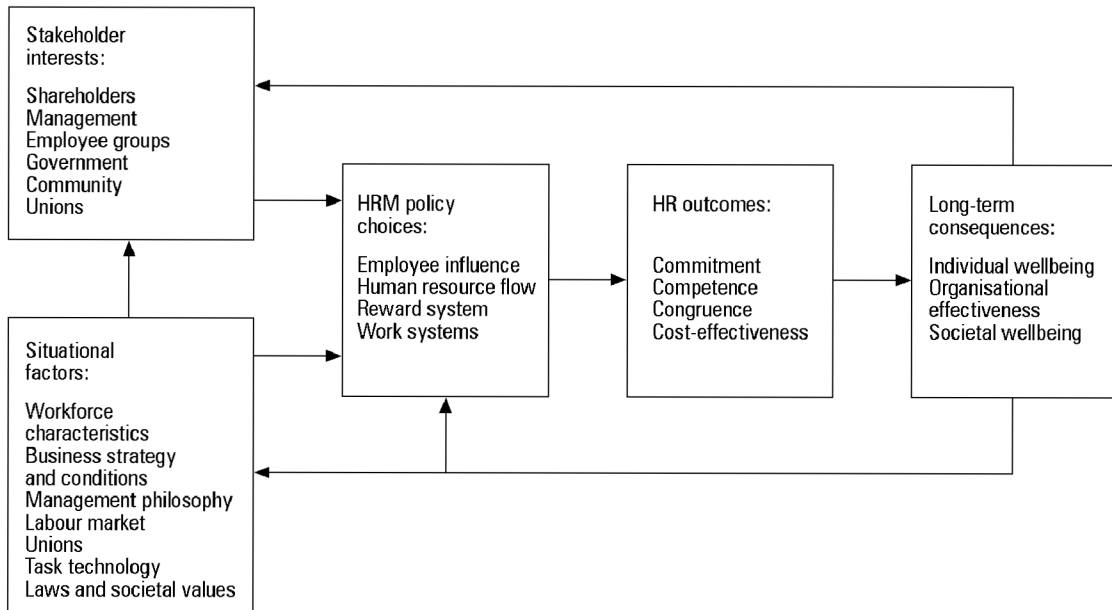 Stakeholder
interests:
Shareholders
Management
Employee groups
Government
Community
Unions
Situational
factors:
Workforce
characteristics
Business strategy
and conditions
Management philosophy
Labour market
Unions
Task technology
Laws and societal values
HRM policy
choices:
Employee influence
Human resource flow
Reward system
Work systems
HR outcomes:
Commitment
Competence
Congruence
Cost-effectiveness
Long-term
consequences:
Individual wellbeing
Organisational
effectiveness
Societal wellbeing